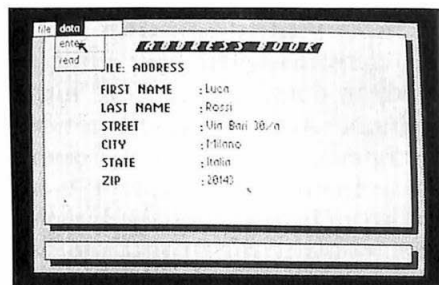 file data
enter
read
ADDRESS BOOK
ILE: ADDRESS
FIRST NAME : Luca
LAST NAME : Rossi
STREET : Via Bari 30/a
CITY : Milano
STATE : Italia
ZIP : 20143